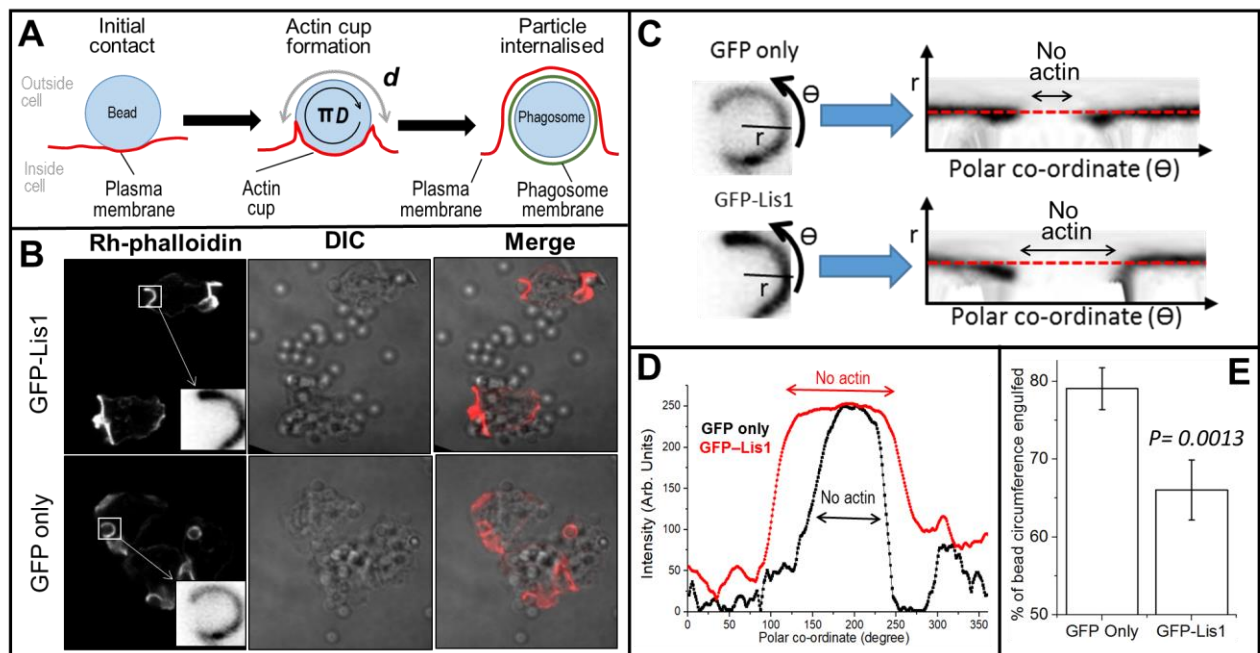 A
Initial
contact
Actin cup
formation
Particle
internalised
Outside
cell
Inside
cell
Bead
πD
d
Phagosome
Plasma
membrane
Actin
cup
Plasma
membrane
Phagosome
membrane
B
Rh-phalloidin
DIC
Merge
GFP-Lis1
GFP only
C
GFP only
ϴ
r
r
No
actin
Polar co-ordinate (ϴ)
GFP-Lis1
ϴ
r
r
No
actin
Polar co-ordinate (ϴ)
D
No actin
GFP only
GFP–Lis1
No actin
Intensity (Arb. Units)
250
200
150
100
50
0
0 50 100 150 200 250 300 350
Polar co-ordinate (degree)
E
% of bead circumference engulfed
80
70
60
50
P= 0.0013
GFP Only GFP-Lis1